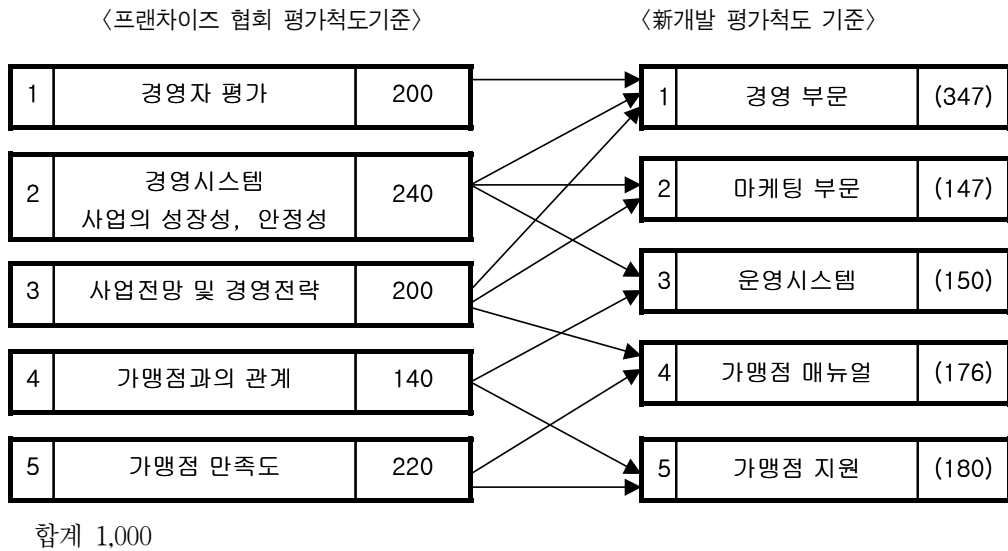 〈프랜차이즈 협회 평가척도기준〉
〈新개발 평가척도 기준〉
1 경영자 평가 200
2 경영시스템
사업의 성장성, 안정성 240
3 사업전망 및 경영전략 200
4 가맹점과의 관계 140
5 가맹점 만족도 220
1 경영 부문 (347)
2 마케팅 부문 (147)
3 운영시스템 (150)
4 가맹점 매뉴얼 (176)
5 가맹점 지원 (180)
합계 1,000